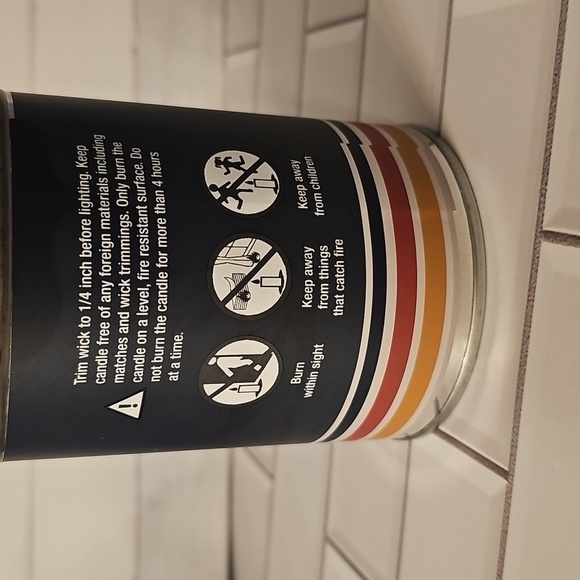 Trim wick to 1/4 inch before lighting. Keep
candle free of any foreign materials including
matches and wick trimmings. Only burn the
candle on a level, fire resistant surface. Do
not burn the candle for more than 4 hours
at a time.
Burn
within sight
Keep away
from things
that catch fire
Keep away
from children